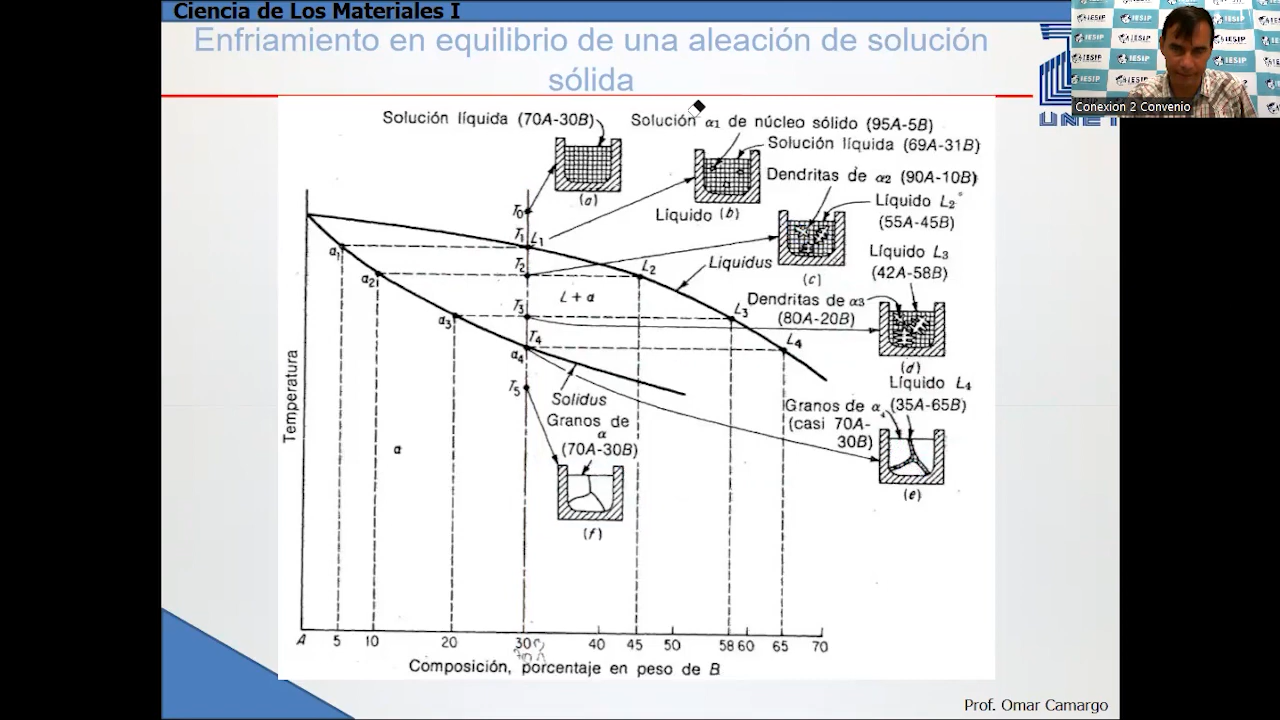 Ciencia de Los Materiales I
Enfriamiento en equilibrio de una aleación de solución
sólida
IESIP
Conexión 2 Convenio
UNET
Solución líquida (70A-30B)
(a)
Solución α1 de núcleo sólido (95A-5B)
Solución líquida (69A-31B)
Líquido (b)
Dendritas de α2 (90A-10B)
Líquido L2
(55A-45B)
(c)
Líquido L3
(42A-58B)
Dendritas de α3
(80A-20B)
(d)
Líquido L4
(35A-65B)
Granos de α4
(casi 70A-
30B)
(e)
T0
T1 L1
T2
T3
T4
T5
α1
α2
α3
α4
L2
L3
L4
Liquidus
L + α
Solidus
Granos de
α
(70A-30B)
(f)
α
Temperatura
A 5 10 20 30 40 45 50 58 60 65 70
Composición, porcentaje en peso de B
Prof. Omar Camargo